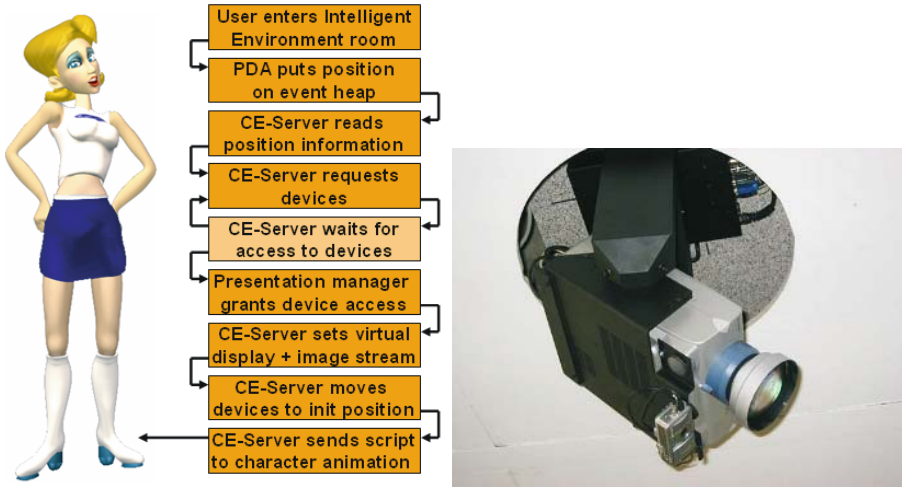 User enters Intelligent
Environment room
PDA puts position
on event heap
CE-Server reads
position information
CE-Server requests
devices
CE-Server waits for
access to devices
Presentation manager
grants device access
CE-Server sets virtual
display + image stream
CE-Server moves
devices to init position
CE-Server sends script
to character animation